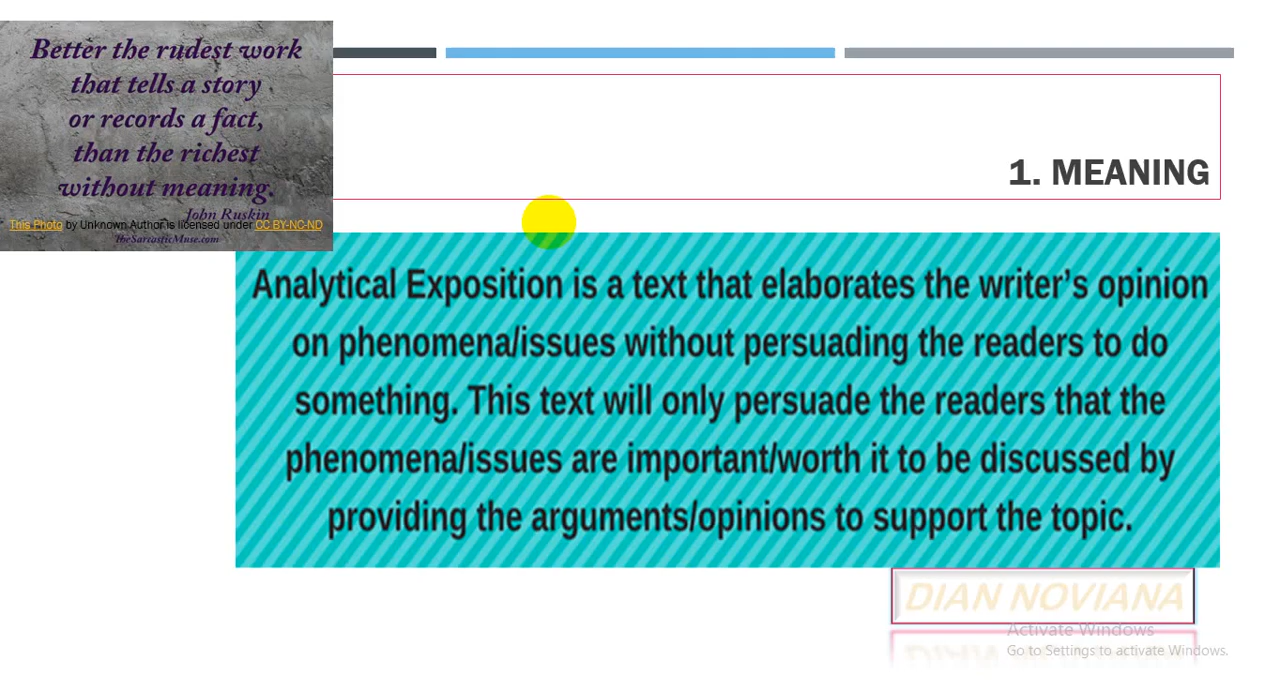 Better the rudest work
that tells a story
or records a fact,
than the richest
without meaning.
John Ruskin
This Photo by Unknown Author is licensed under CC BY-NC-ND
TheSarcasticMuse.com
1. MEANING
Analytical Exposition is a text that elaborates the writer’s opinion
on phenomena/issues without persuading the readers to do
something. This text will only persuade the readers that the
phenomena/issues are important/worth it to be discussed by
providing the arguments/opinions to support the topic.
DIAN NOVIANA
Activate Windows
Go to Settings to activate Windows.